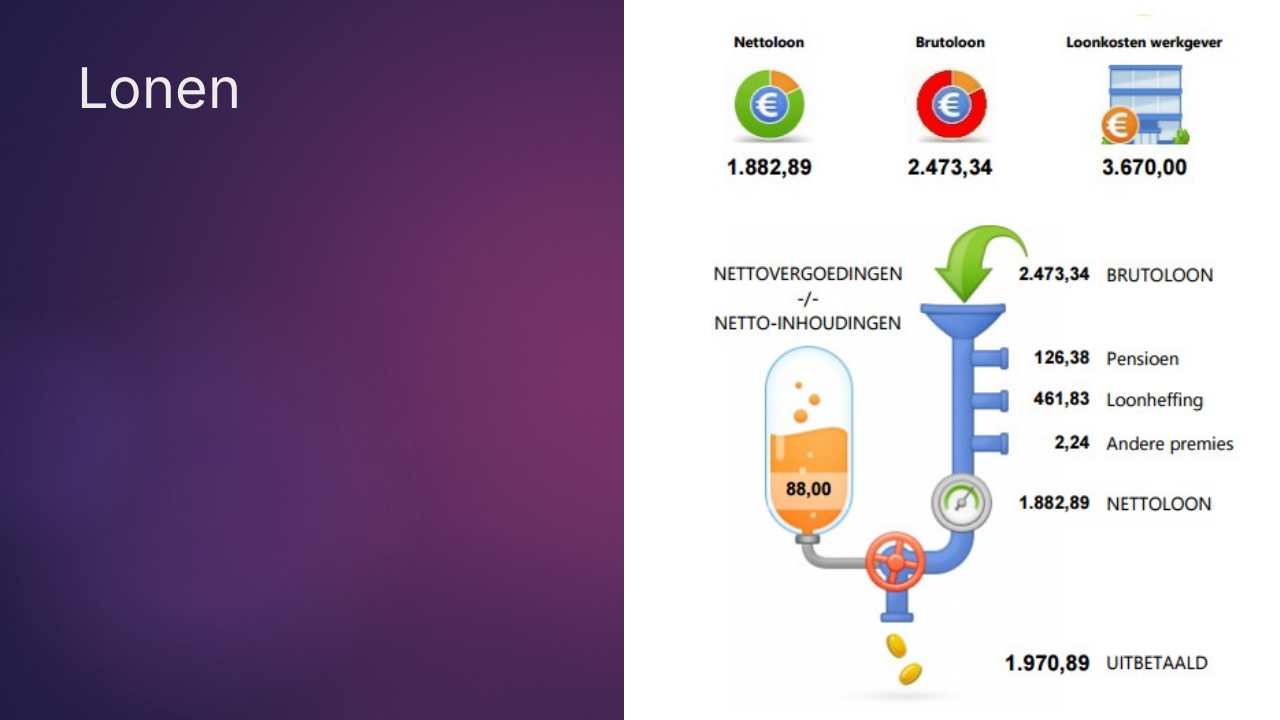 Lonen
Nettoloon
Brutoloon
Loonkosten werkgever
€
€
€
1.882,89
2.473,34
3.670,00
NETTOVERGOEDINGEN
-/-
NETTO-INHOUDINGEN
88,00
2.473,34 BRUTOLOON
126,38 Pensioen
461,83 Loonheffing
2,24 Andere premies
1.882,89 NETTOLOON
1.970,89 UITBETAALD